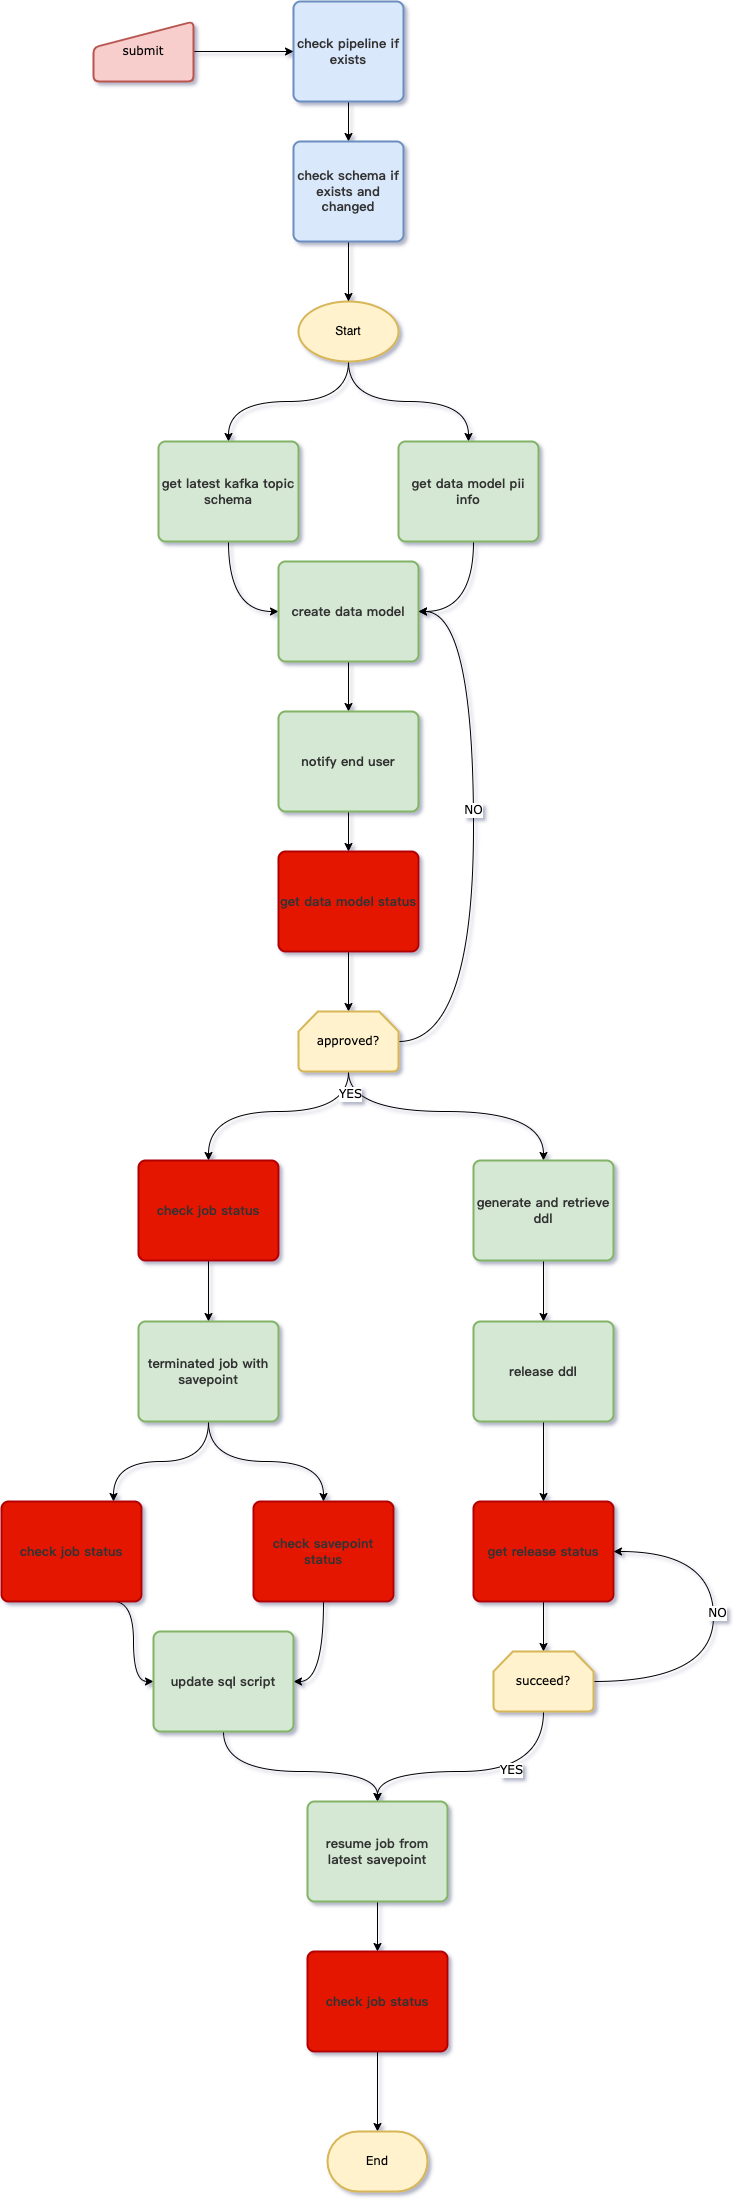 submit
check pipeline if
exists
check schema if
exists and
changed
Start
get latest kafka topic
schema
get data model pii
info
create data model
notify end user
NO
get data model status
approved?
YES
check job status
generate and retrieve
ddl
terminated job with
savepoint
release ddl
check job status
check savepoint
status
get release status
NO
update sql script
succeed?
YES
resume job from
latest savepoint
check job status
End